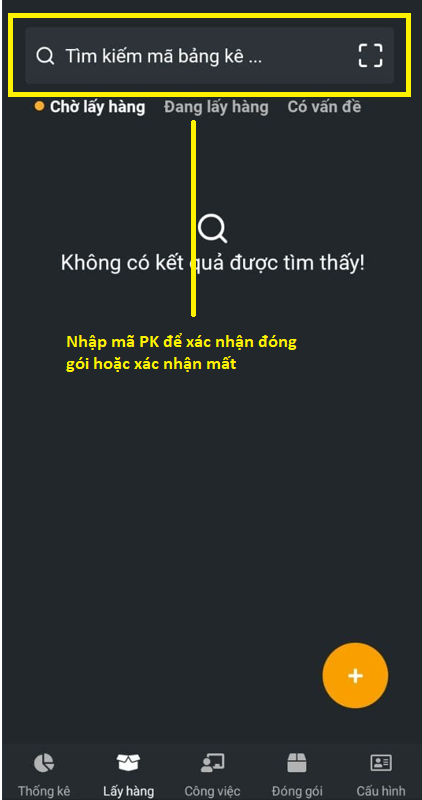 Tìm kiếm mã bảng kê ...
Chờ lấy hàng Đang lấy hàng Có vấn đề
Không có kết quả được tìm thấy!
Nhập mã PK để xác nhận đóng
gói hoặc xác nhận mất
+
Thống kê Lấy hàng Công việc Đóng gói Cấu hình